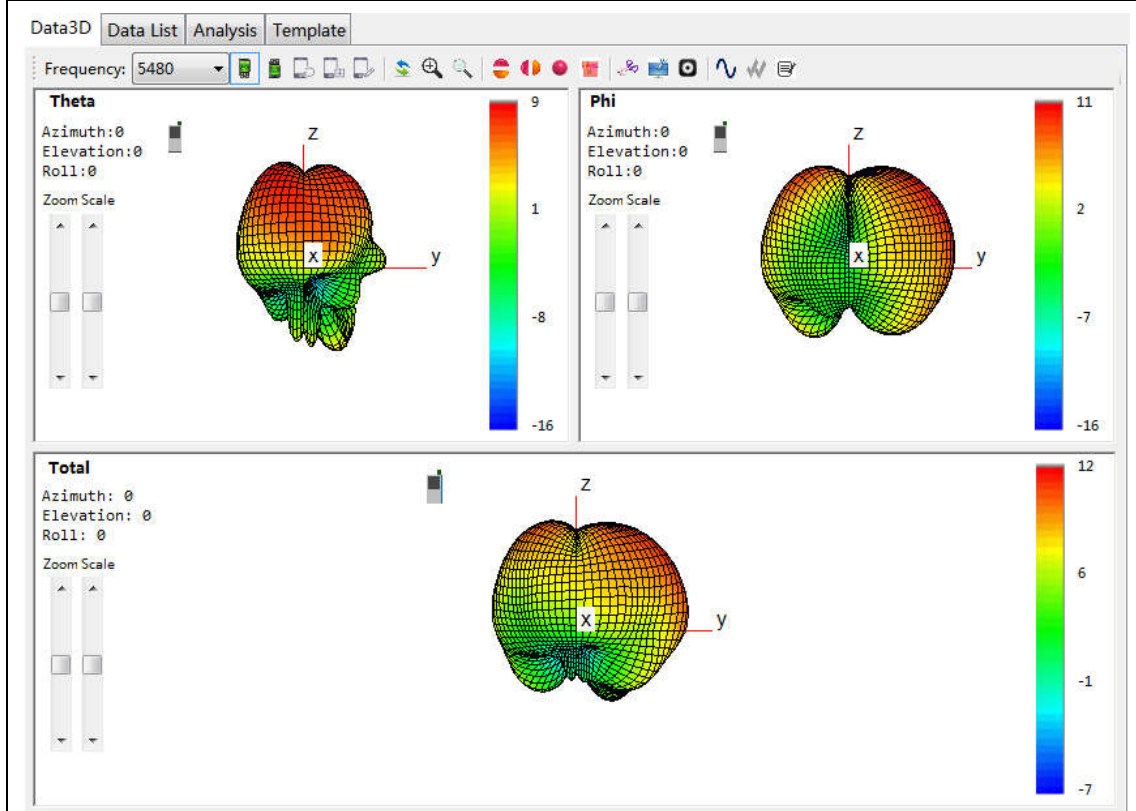 Data3D Data List Analysis Template
Frequency: 5480
Theta
Azimuth:0
Elevation:0
Roll:0
Zoom Scale
z
x
y
9
1
-8
-16
Phi
Azimuth:0
Elevation:0
Roll:0
Zoom Scale
z
x
y
11
2
-7
-16
Total
Azimuth: 0
Elevation: 0
Roll: 0
Zoom Scale
z
x
y
12
6
-1
-7